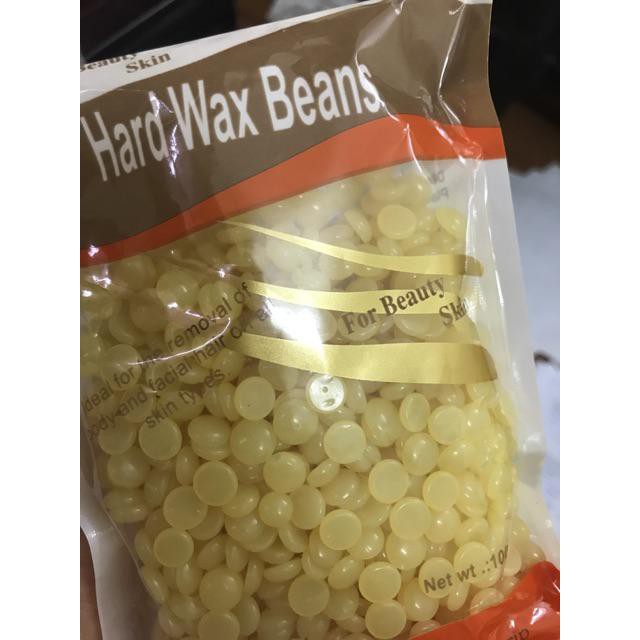 Beauty
Skin
Hard Wax Beans
For Beauty
Skin
Ideal for the removal of
body and facial hair on all
skin types.
Net wt .:10